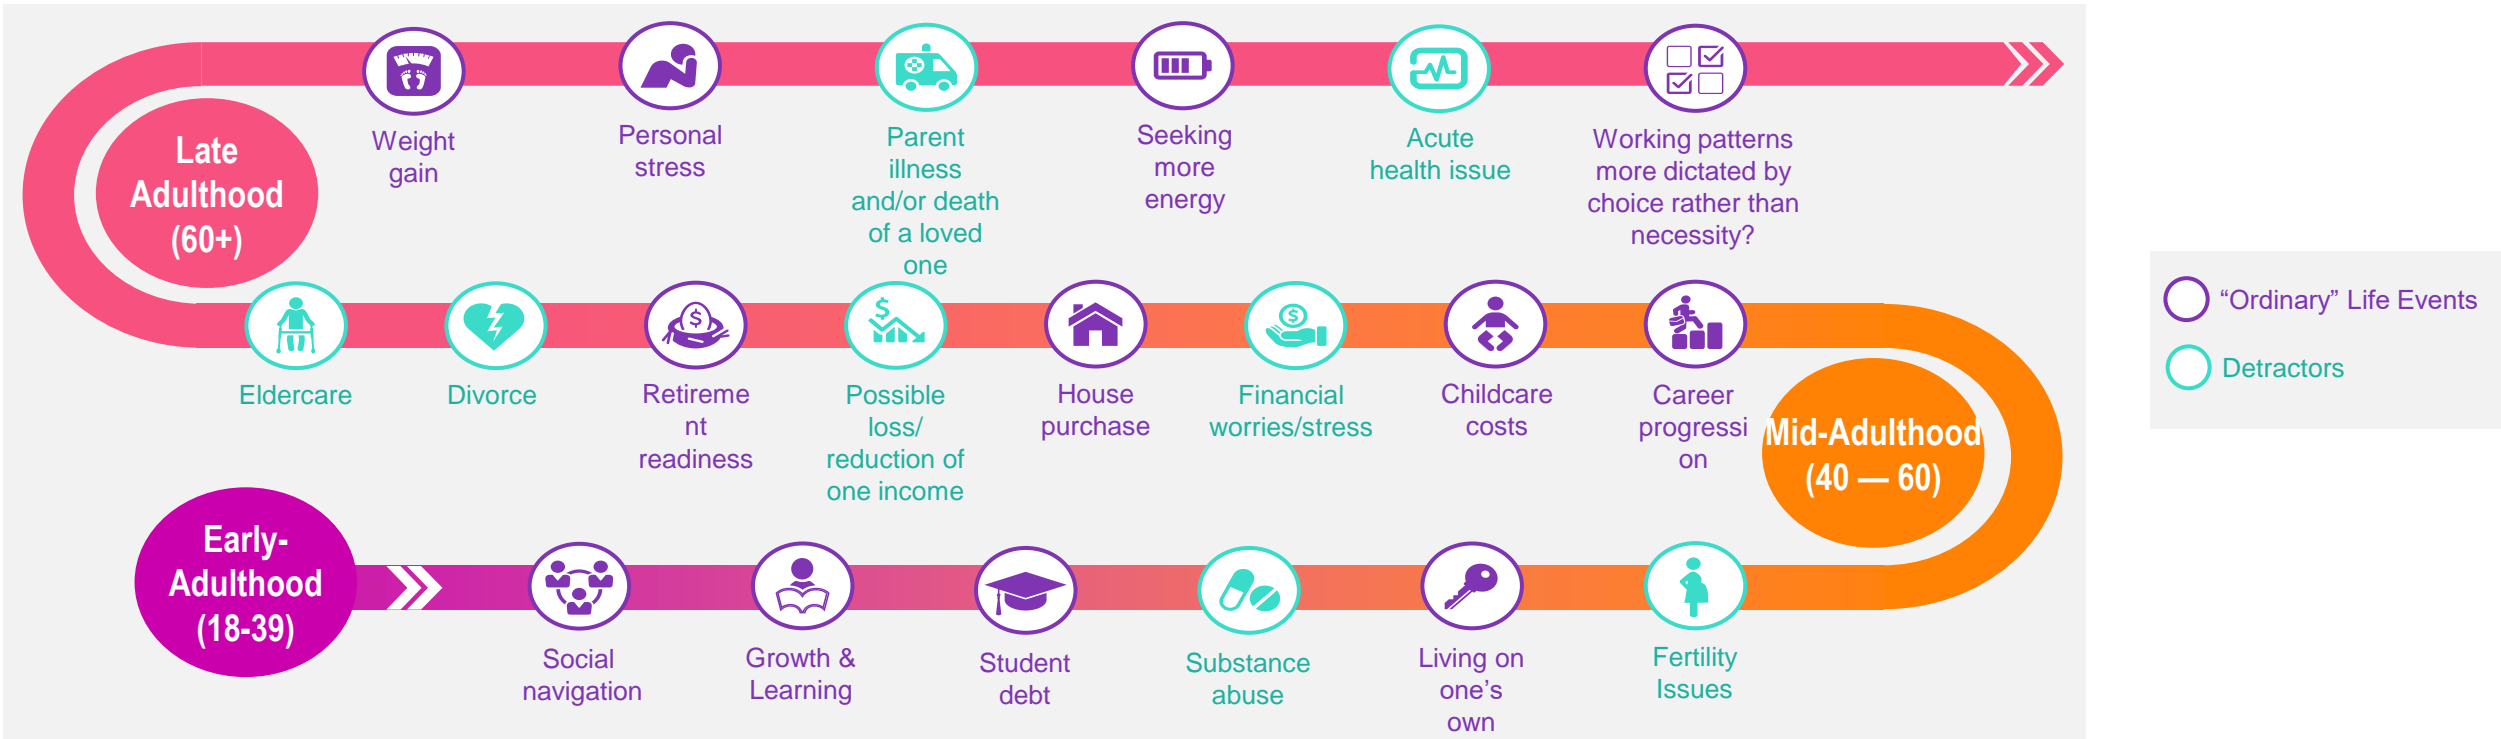 Late
Adulthood
(60+)
Weight
gain
Personal
stress
Parent
illness
and/or death
of a loved
one
Seeking
more
energy
Acute
health issue
Working patterns
more dictated by
choice rather than
necessity?
Eldercare
Divorce
Retireme
nt
readiness
Possible
loss/
reduction of
one income
House
purchase
Financial
worries/stress
Childcare
costs
Career
progressi
on
Mid-Adulthood
(40 — 60)
Early-
Adulthood
(18-39)
Social
navigation
Growth &
Learning
Student
debt
Substance
abuse
Living on
one’s
own
Fertility
Issues
“Ordinary” Life Events
Detractors